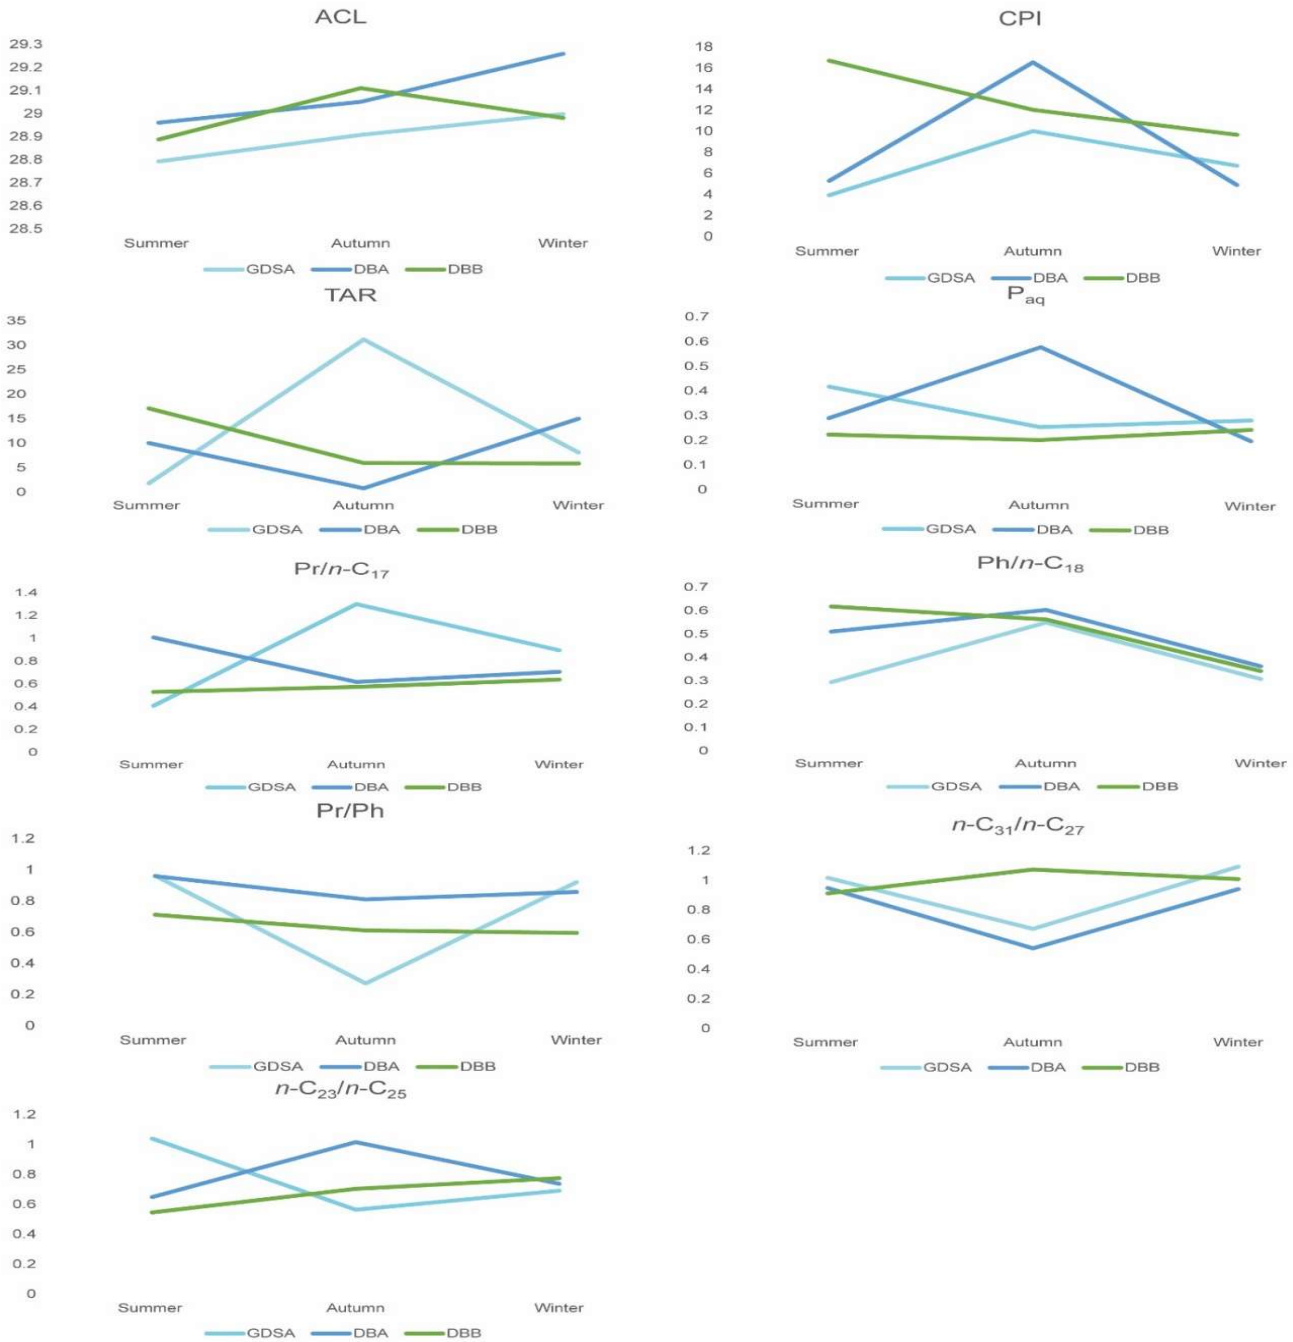 ACL
29.3
29.2
29.1
29
28.9
28.8
28.7
28.6
28.5
Summer Autumn Winter
GDSA DBA DBB
CPI
18
16
14
12
10
8
6
4
2
0
Summer Autumn Winter
GDSA DBA DBB
TAR
35
30
25
20
15
10
5
0
Summer Autumn Winter
GDSA DBA DBB
Paq
0.7
0.6
0.5
0.4
0.3
0.2
0.1
0
Summer Autumn Winter
GDSA DBA DBB
Pr/n-C17
1.4
1.2
1
0.8
0.6
0.4
0.2
0
Summer Autumn Winter
GDSA DBA DBB
Ph/n-C18
0.7
0.6
0.5
0.4
0.3
0.2
0.1
0
Summer Autumn Winter
GDSA DBA DBB
Pr/Ph
1.2
1
0.8
0.6
0.4
0.2
0
Summer Autumn Winter
GDSA DBA DBB
n-C31/n-C27
1.2
1
0.8
0.6
0.4
0.2
0
Summer Autumn Winter
GDSA DBA DBB
n-C23/n-C25
1.2
1
0.8
0.6
0.4
0.2
0
Summer Autumn Winter
GDSA DBA DBB